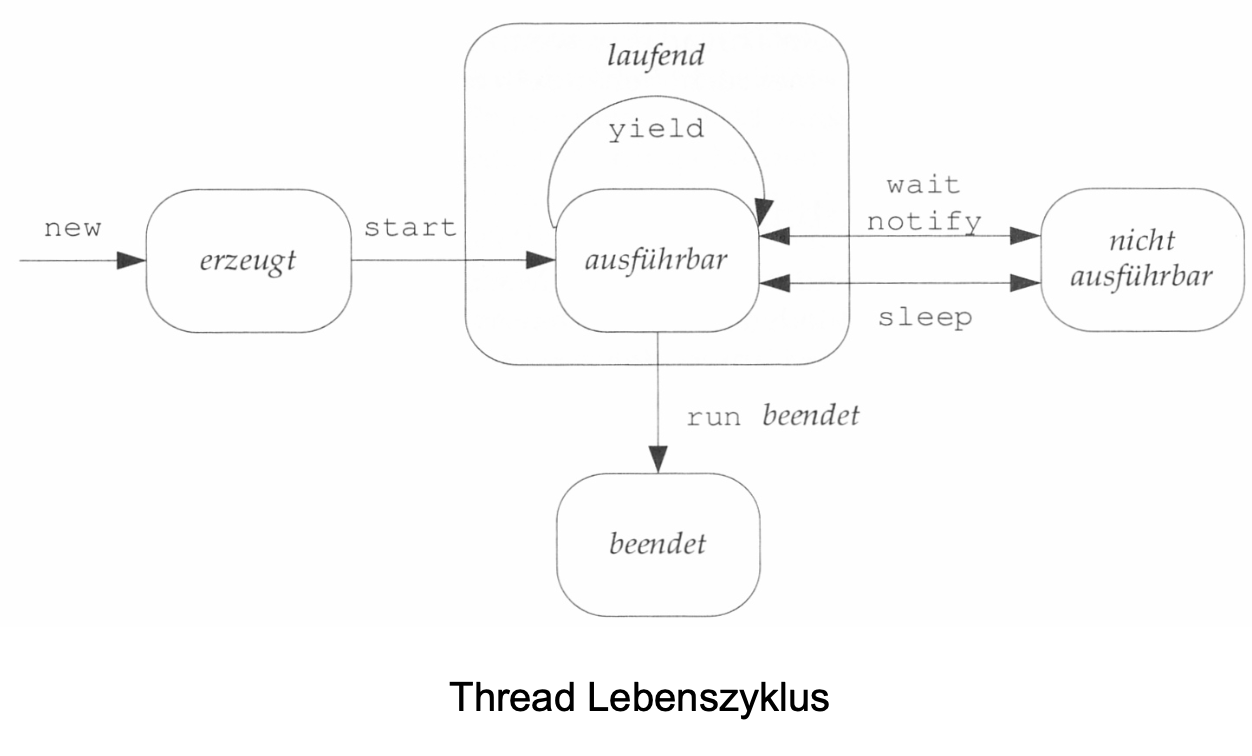 laufend
yield
new
erzeugt
start
ausführbar
wait
notify
sleep
nicht
ausführbar
run beendet
beendet
Thread Lebenszyklus